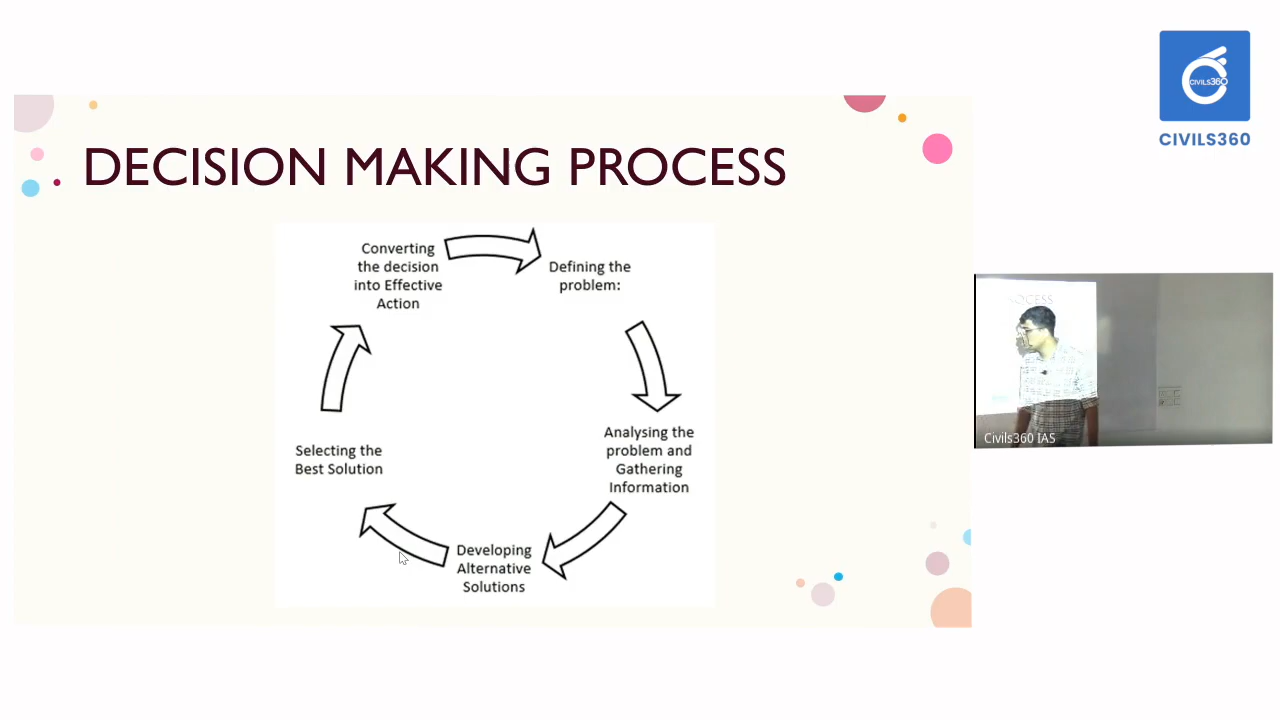 CIVILS360
CIVILS360
DECISION MAKING PROCESS
Converting
the decision
into Effective
Action
Defining the
problem:
Analysing the
problem and
Gathering
Information
Developing
Alternative
Solutions
Selecting the
Best Solution
OCESS
Civils360 IAS